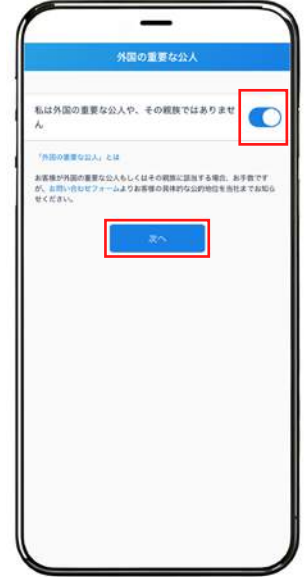 外国の重要な公人
私は外国の重要な公人や、その親族ではありませ
ん
「外国の重要な公人」とは
お客様が外国の重要な公人もしくはその親族に該当する場合、お手数です
が、お問い合わせフォームよりお客様の具体的な公的地位を当社までお知ら
せください。
次へ